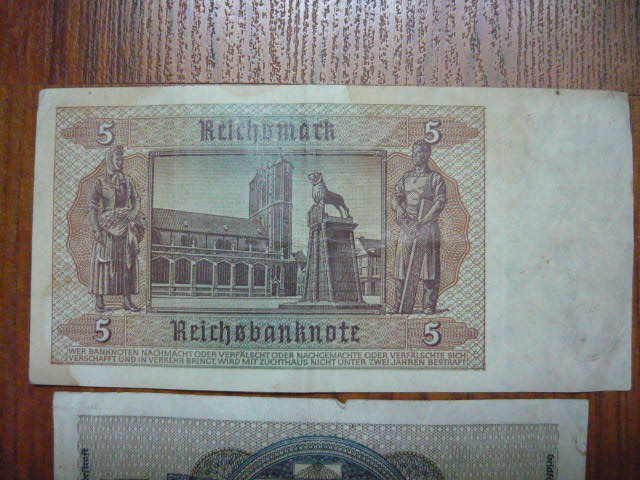 5 Reichsmark 5
5 Reichsbanknote 5
WER BANKNOTEN NACHMACHT ODER VERFÄLSCHT ODER NACHGEMACHTE ODER VERFÄLSCHTE SICH
VERSCHAFFT UND IN VERKEHR BRINGT, WIRD MIT ZUCHTHAUS NICHT UNTER ZWEI JAHREN BESTRAFT